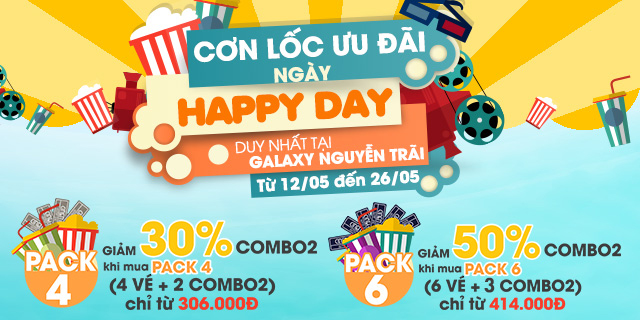 CƠN LỐC ƯU ĐÃI
NGÀY
HAPPY DAY
DUY NHẤT TẠI
GALAXY NGUYỄN TRÃI
Từ 12/05 đến 26/05
PACK
4
GIẢM 30% COMBO2
khi mua PACK 4
(4 VÉ + 2 COMBO2)
chỉ từ 306.000Đ
PACK
6
GIẢM 50% COMBO2
khi mua PACK 6
(6 VÉ + 3 COMBO2)
chỉ từ 414.000Đ